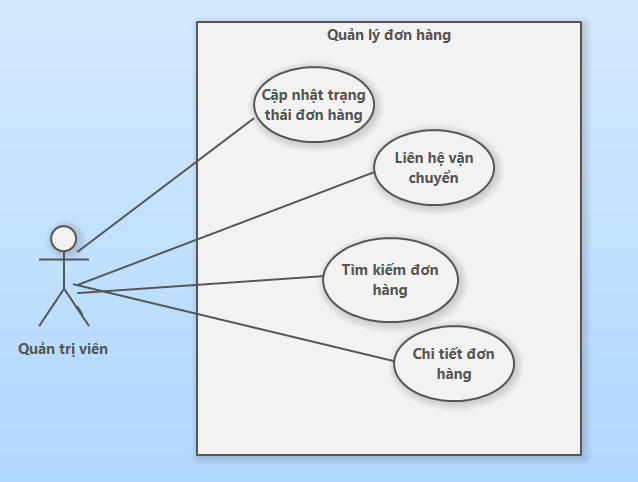 Quản lý đơn hàng
Cập nhật trạng
thái đơn hàng
Liên hệ vận
chuyển
Tìm kiếm đơn
hàng
Quản trị viên
Chi tiết đơn
hàng